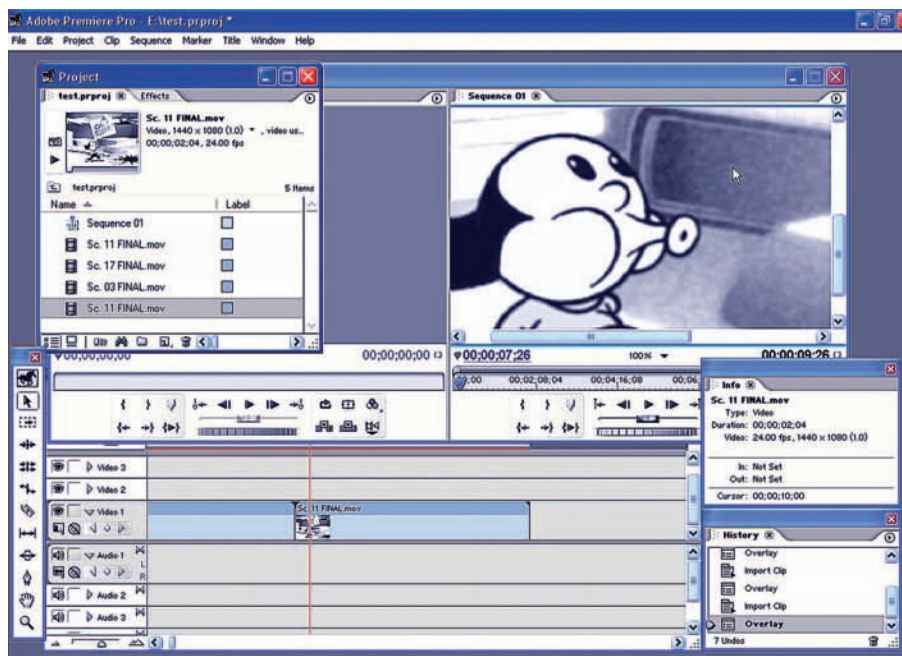 Adobe Premiere Pro - E:\test.prproj *
File Edit Project Clip Sequence Marker Title Window Help
Project
test.prproj Effects
Sc. 11 FINAL.mov
Video, 1440 x 1080 (1.0) , video us...
00;00;02;04, 24.00 fps
test.prproj
5 Items
Name Label
Sequence 01
Sc. 11 FINAL.mov
Sc. 17 FINAL.mov
Sc. 03 FINAL.mov
Sc. 11 FINAL.mov
Sequence 01
00;00;00;00
00;00;00;00
00;00;07;26
100%
00;00;09;26
;00 00;02;08;04 00;04;16;08 00;06
Info
Sc. 11 FINAL.mov
Type: Video
Duration: 00;00;02;04
Video: 24.00 fps, 1440 x 1080 (1.0)
In: Not Set
Out: Not Set
Cursor: 00;00;10;00
Video 3
Video 2
Video 1
Sc. 11 FINAL.mov
Audio 1
L
R
Audio 2
Audio 3
History
Overlay
Import Clip
Overlay
Import Clip
Overlay
7 Undos